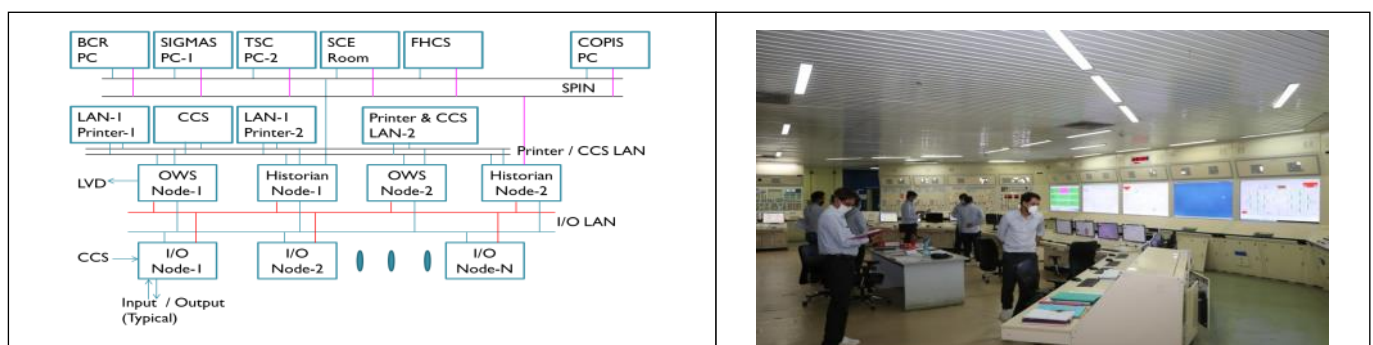 BCR
PC
SIGMAS
PC-1
TSC
PC-2
SCE
Room
FHCS
COPIS
PC
SPIN
LAN-1
Printer-1
CCS
LAN-1
Printer-2
Printer & CCS
LAN-2
Printer / CCS LAN
LVD
OWS
Node-1
Historian
Node-1
OWS
Node-2
Historian
Node-2
I/O LAN
CCS
I/O
Node-1
I/O
Node-2
I/O
Node-N
Input / Output
(Typical)